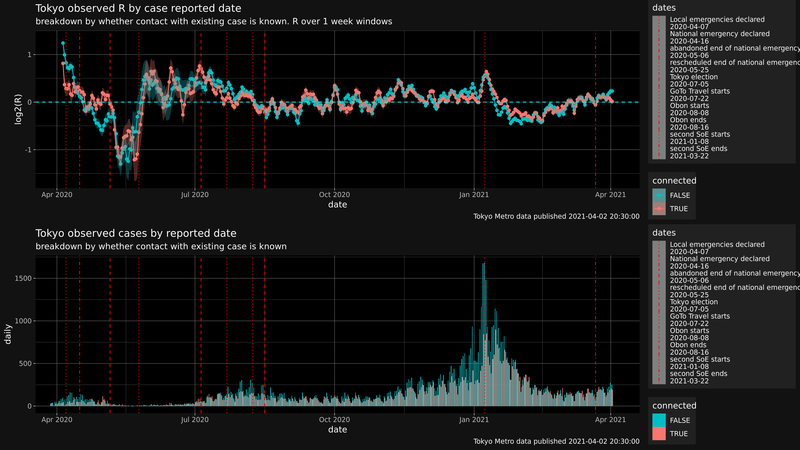 Tokyo observed R by case reported date
breakdown by whether contact with existing case is known. R over 1 week windows
log2(R)
1
0
-1
Apr 2020
Jul 2020
Oct 2020
Jan 2021
Apr 2021
date
Tokyo Metro data published 2021-04-02 20:30:00
dates
Local emergencies declared
2020-04-07
National emergency declared
2020-04-16
abandoned end of national emergency
2020-05-06
rescheduled end of national emergenc
2020-05-25
Tokyo election
2020-07-05
GoTo Travel starts
2020-07-22
Obon starts
2020-08-08
Obon ends
2020-08-16
second SoE starts
2021-01-08
second SoE ends
2021-03-22
connected
FALSE
TRUE
Tokyo observed cases by reported date
breakdown by whether contact with existing case is known
daily
1500
1000
500
0
Apr 2020
Jul 2020
Oct 2020
Jan 2021
Apr 2021
date
Tokyo Metro data published 2021-04-02 20:30:00
dates
Local emergencies declared
2020-04-07
National emergency declared
2020-04-16
abandoned end of national emergency
2020-05-06
rescheduled end of national emergenc
2020-05-25
Tokyo election
2020-07-05
GoTo Travel starts
2020-07-22
Obon starts
2020-08-08
Obon ends
2020-08-16
second SoE starts
2021-01-08
second SoE ends
2021-03-22
connected
FALSE
TRUE